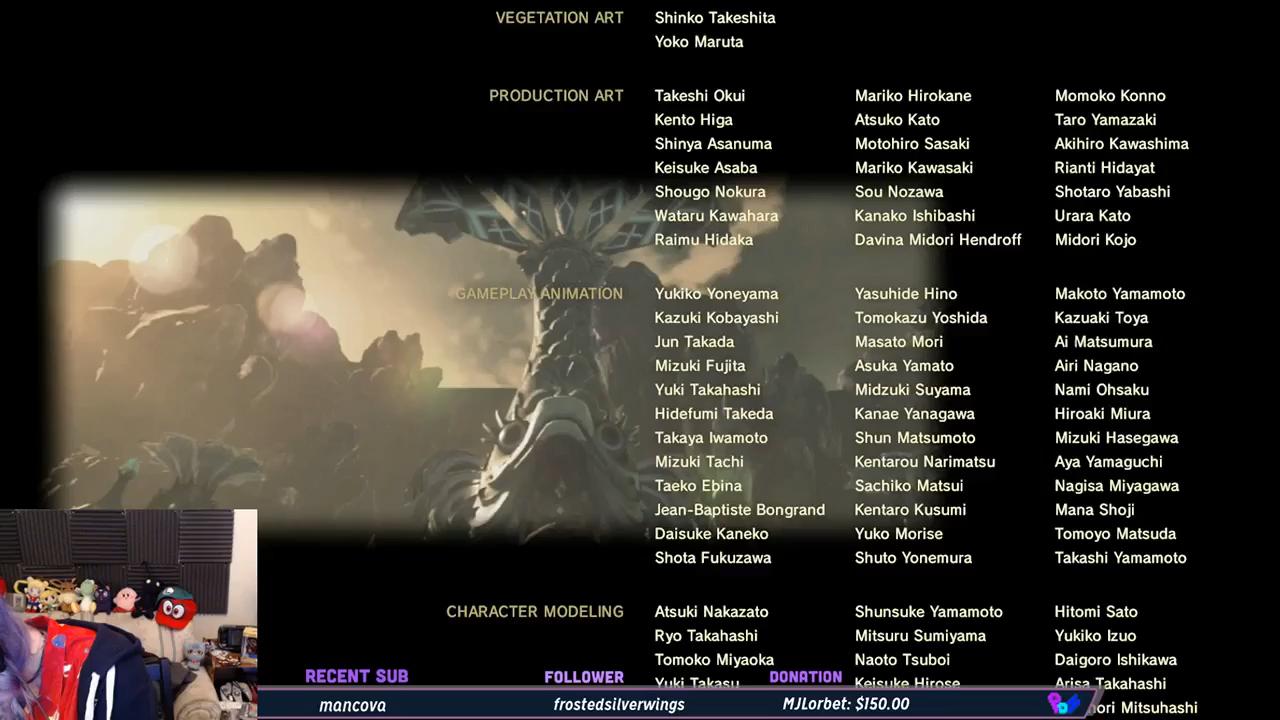 VEGETATION ART Shinko Takeshita
Yoko Maruta
PRODUCTION ART Takeshi Okui Mariko Hirokane Momoko Konno
Kento Higa Atsuko Kato Taro Yamazaki
Shinya Asanuma Motohiro Sasaki Akihiro Kawashima
Keisuke Asaba Mariko Kawasaki Rianti Hidayat
Shougo Nokura Sou Nozawa Shotaro Yabashi
Wataru Kawahara Kanako Ishibashi Urara Kato
Raimu Hidaka Davina Midori Hendroff Midori Kojo
GAMEPLAY ANIMATION Yukiko Yoneyama Yasuhide Hino Makoto Yamamoto
Kazuki Kobayashi Tomokazu Yoshida Kazuaki Toya
Jun Takada Masato Mori Ai Matsumura
Mizuki Fujita Asuka Yamato Airi Nagano
Yuki Takahashi Midzuki Suyama Nami Ohsaku
Hidefumi Takeda Kanae Yanagawa Hiroaki Miura
Takaya Iwamoto Shun Matsumoto Mizuki Hasegawa
Mizuki Tachi Kentarou Narimatsu Aya Yamaguchi
Taeko Ebina Sachiko Matsui Nagisa Miyagawa
Jean-Baptiste Bongrand Kentaro Kusumi Mana Shoji
Daisuke Kaneko Yuko Morise Tomoyo Matsuda
Shota Fukuzawa Shuto Yonemura Takashi Yamamoto
CHARACTER MODELING Atsuki Nakazato Shunsuke Yamamoto Hitomi Sato
Ryo Takahashi Mitsuru Sumiyama Yukiko Izuo
Tomoko Miyaoka Naoto Tsuboi Daigoro Ishikawa
Yuki Takasu Keisuke Hirose Arisa Takahashi
Mitsuhashi
RECENT SUB FOLLOWER DONATION
mancova frostedsilverwings MJLorbet: $150.00